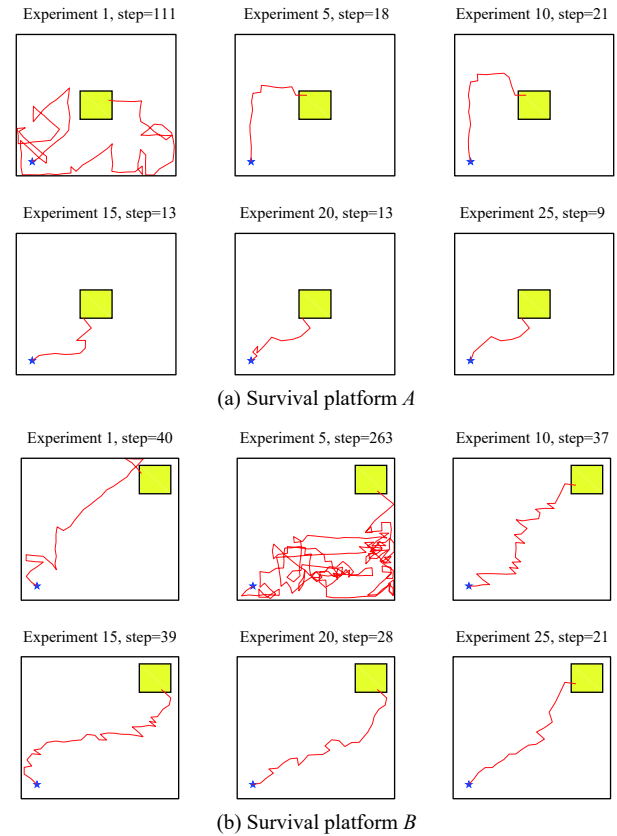 Experiment 1, step=111
Experiment 5, step=18
Experiment 10, step=21
Experiment 15, step=13
Experiment 20, step=13
Experiment 25, step=9
(a) Survival platform A
Experiment 1, step=40
Experiment 5, step=263
Experiment 10, step=37
Experiment 15, step=39
Experiment 20, step=28
Experiment 25, step=21
(b) Survival platform B